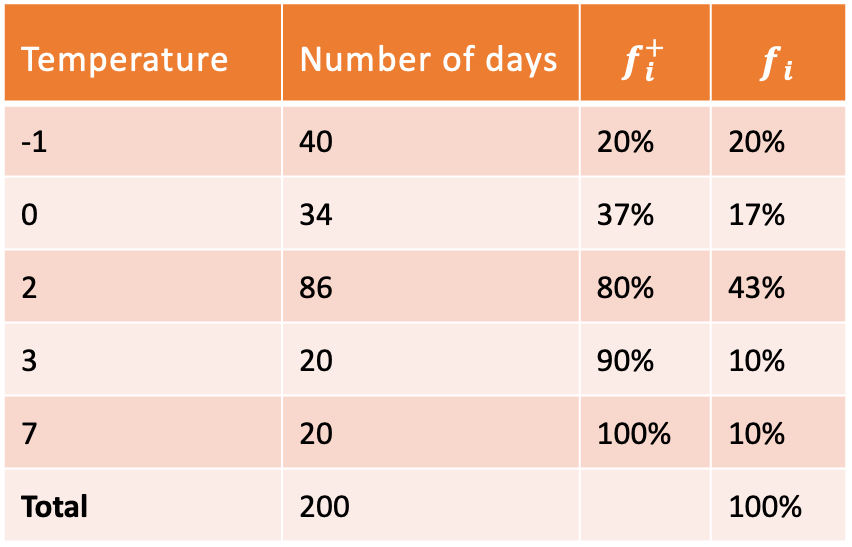 Temperature Number of days f_i^+ f_i
-1 40 20% 20%
0 34 37% 17%
2 86 80% 43%
3 20 90% 10%
7 20 100% 10%
Total 200 100%